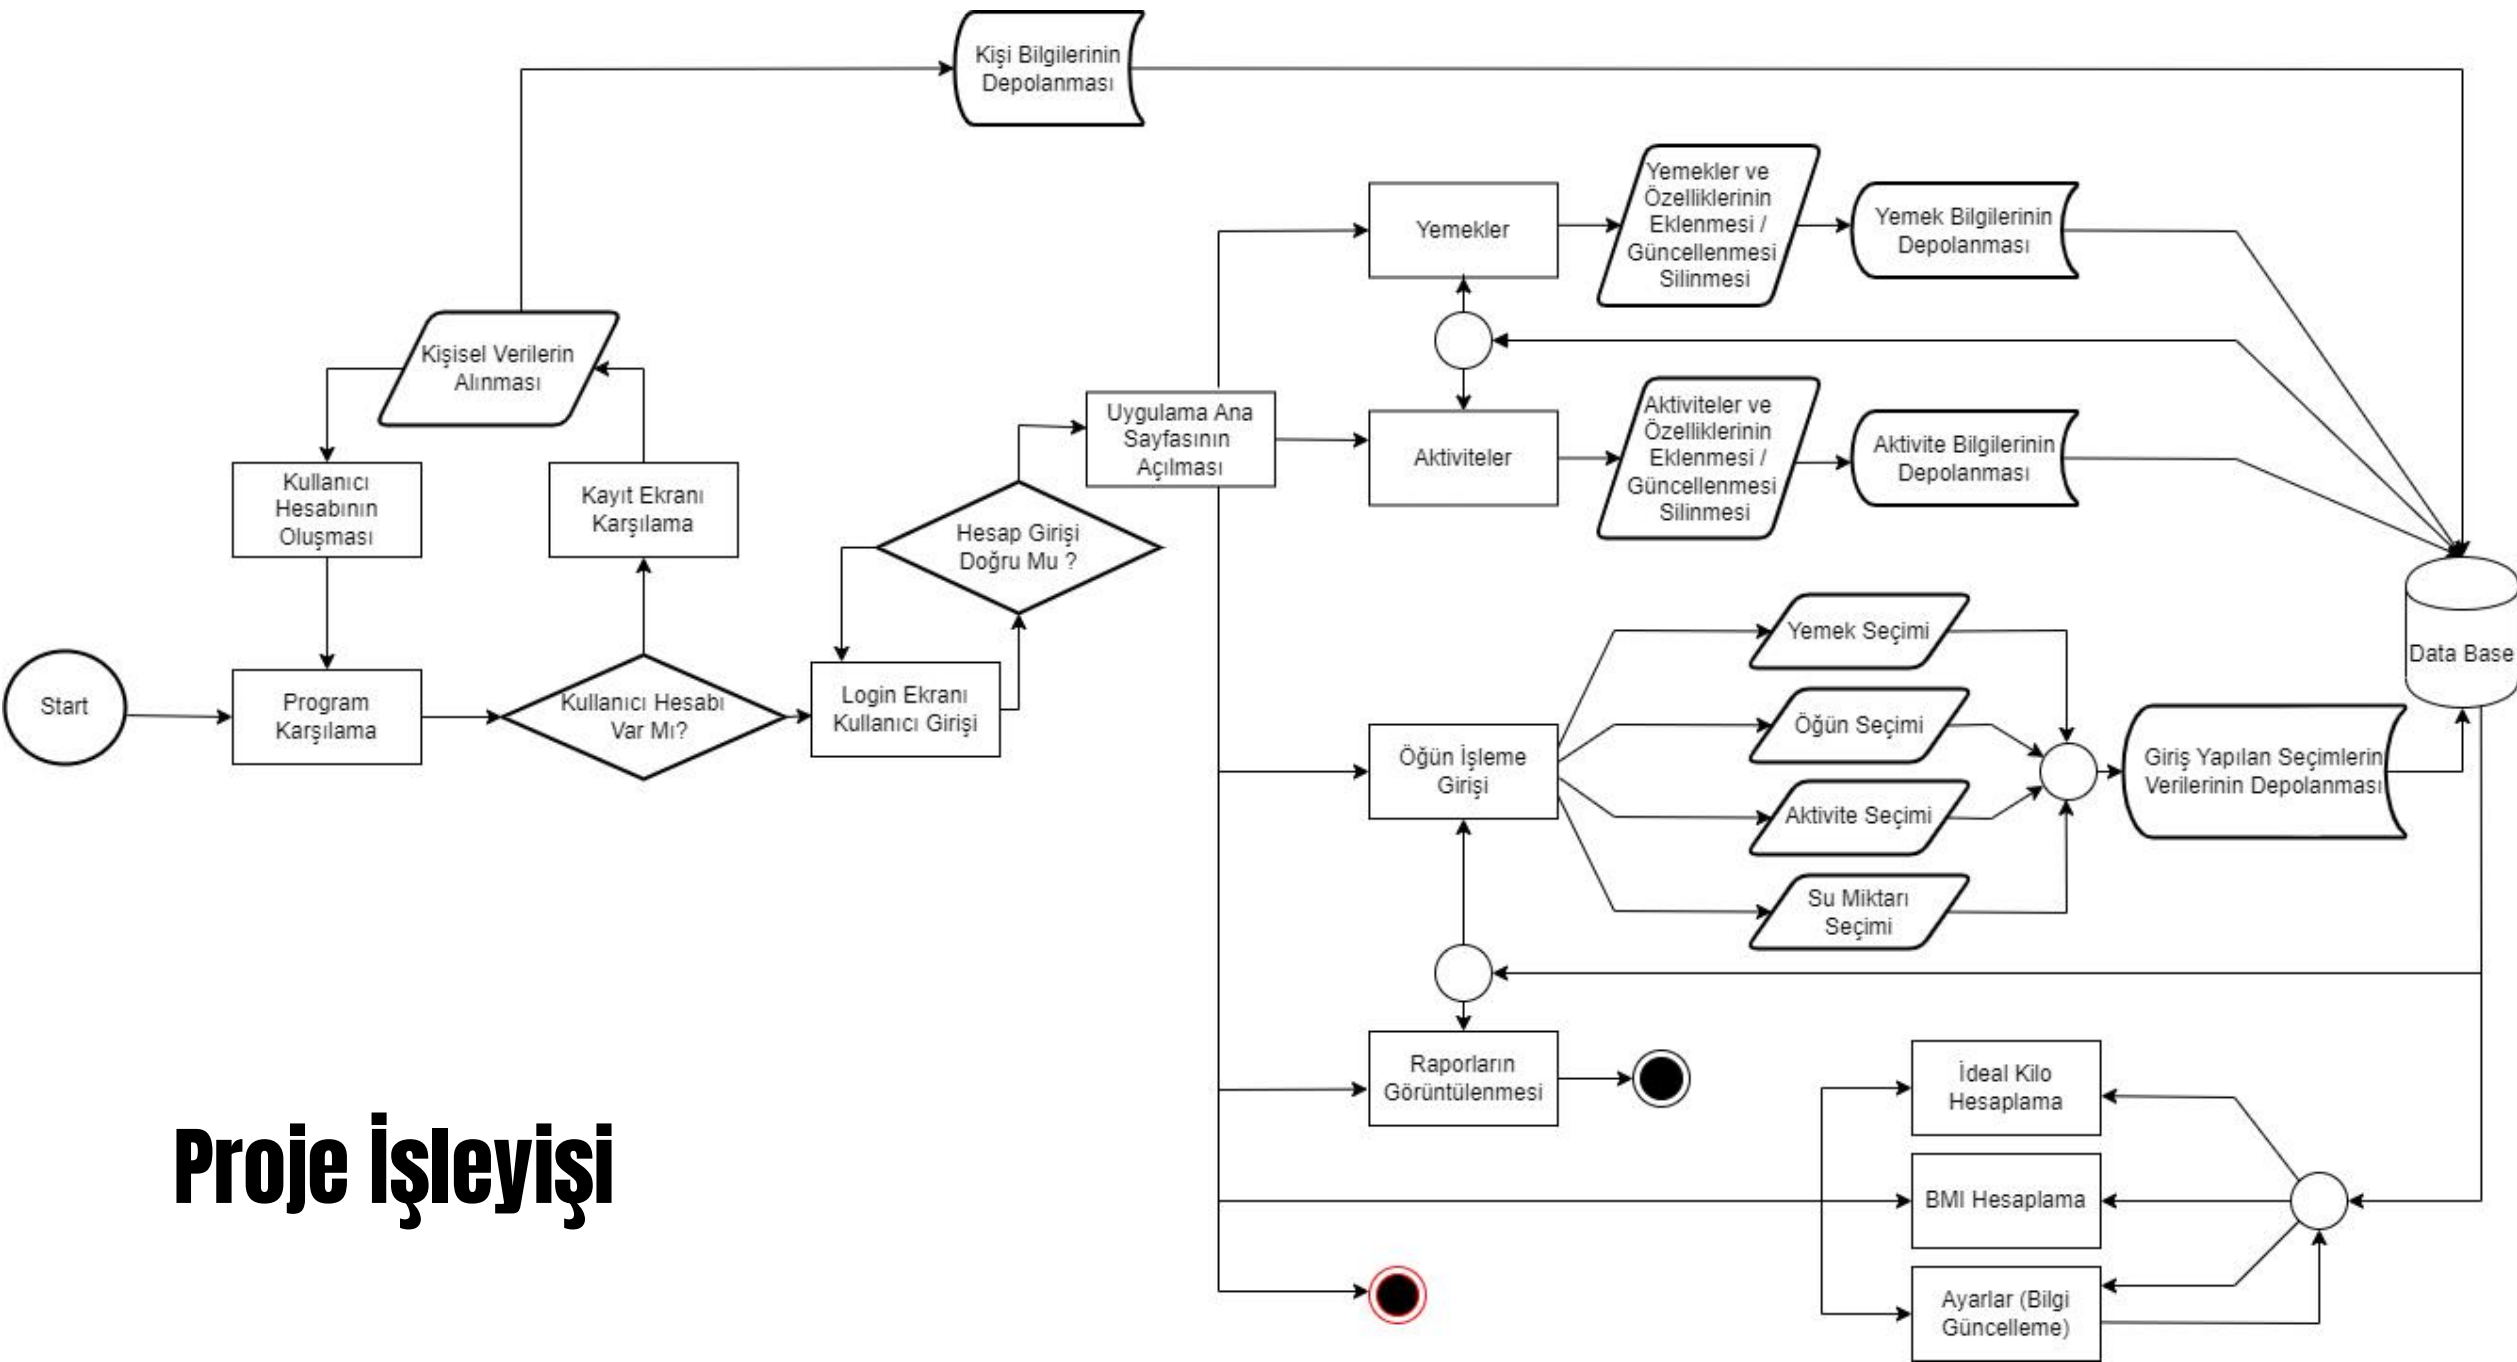 Kişi Bilgilerinin
Depolanması
Yemekler ve
Özelliklerinin
Eklenmesi /
Güncellenmesi
Silinmesi
Yemekler
Yemek Bilgilerinin
Depolanması
Kişisel Verilerin
Alınması
Uygulama Ana
Sayfasının
Açılması
Aktiviteler
Aktiviteler ve
Özelliklerinin
Eklenmesi /
Güncellenmesi
Silinmesi
Aktivite Bilgilerinin
Depolanması
Kullanıcı
Hesabının
Oluşması
Kayıt Ekranı
Karşılama
Hesap Girişi
Doğru Mu ?
Start
Program
Karşılama
Kullanıcı Hesabı
Var Mı?
Login Ekranı
Kullanıcı Girişi
Yemek Seçimi
Data Base
Öğün İşleme
Girişi
Öğün Seçimi
Aktivite Seçimi
Su Miktarı
Seçimi
Giriş Yapılan Seçimlerin
Verilerinin Depolanması
Raporların
Görüntülenmesi
İdeal Kilo
Hesaplama
BMI Hesaplama
Ayarlar (Bilgi
Güncelleme)
Proje İşleyişi